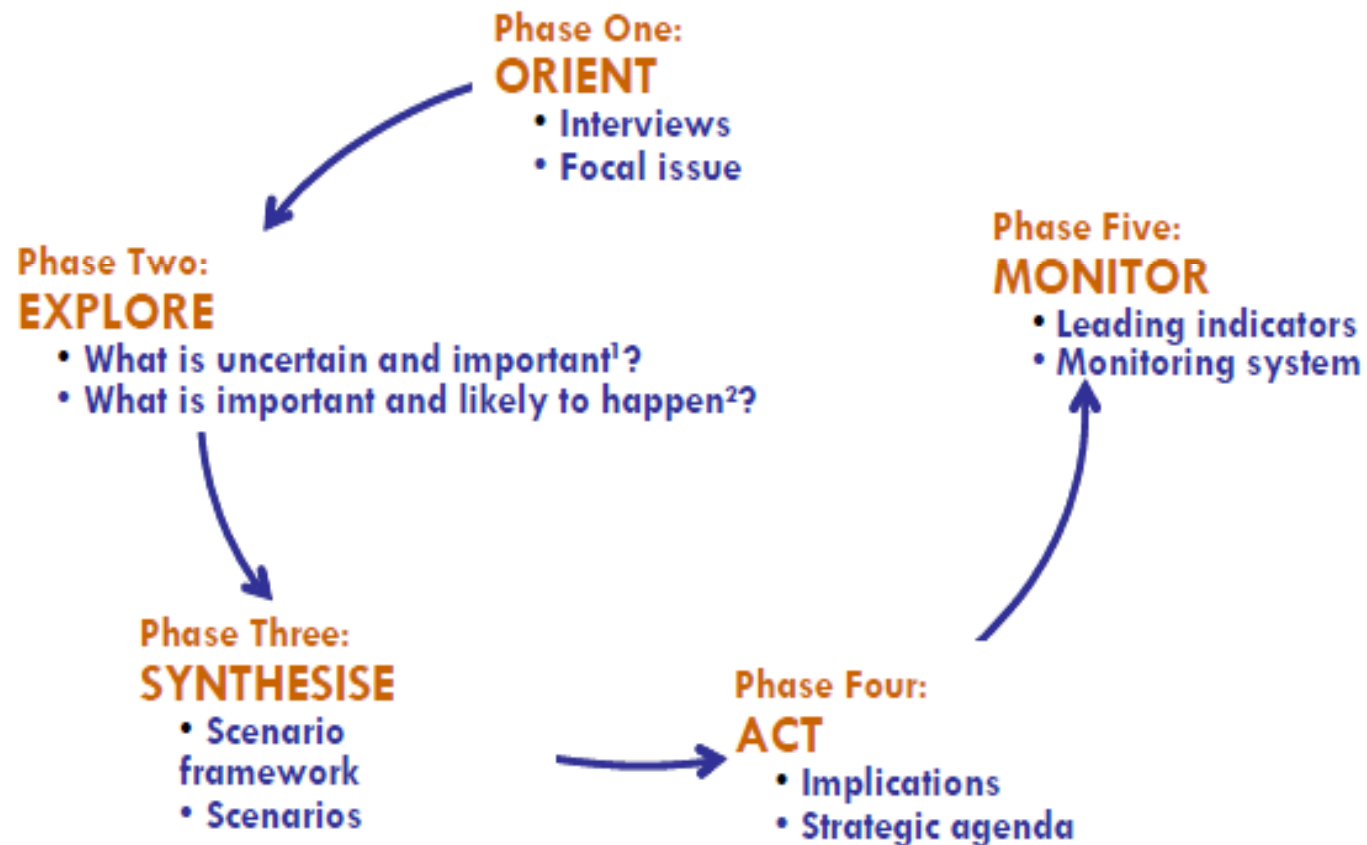 Phase One:
ORIENT
• Interviews
• Focal issue
Phase Two:
EXPLORE
• What is uncertain and important¹?
• What is important and likely to happen²?
Phase Three:
SYNTHESISE
• Scenario
framework
• Scenarios
Phase Four:
ACT
• Implications
• Strategic agenda
Phase Five:
MONITOR
• Leading indicators
• Monitoring system